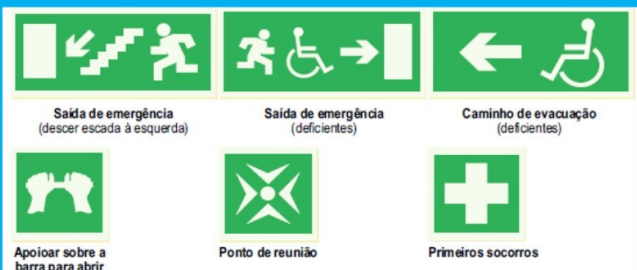 Saída de emergência
(descer escada à esquerda)
Saída de emergência
(deficientes)
Caminho de evacuação
(deficientes)
Apoioar sobre a
barra para abrir
Ponto de reunião
Primeiros socorros